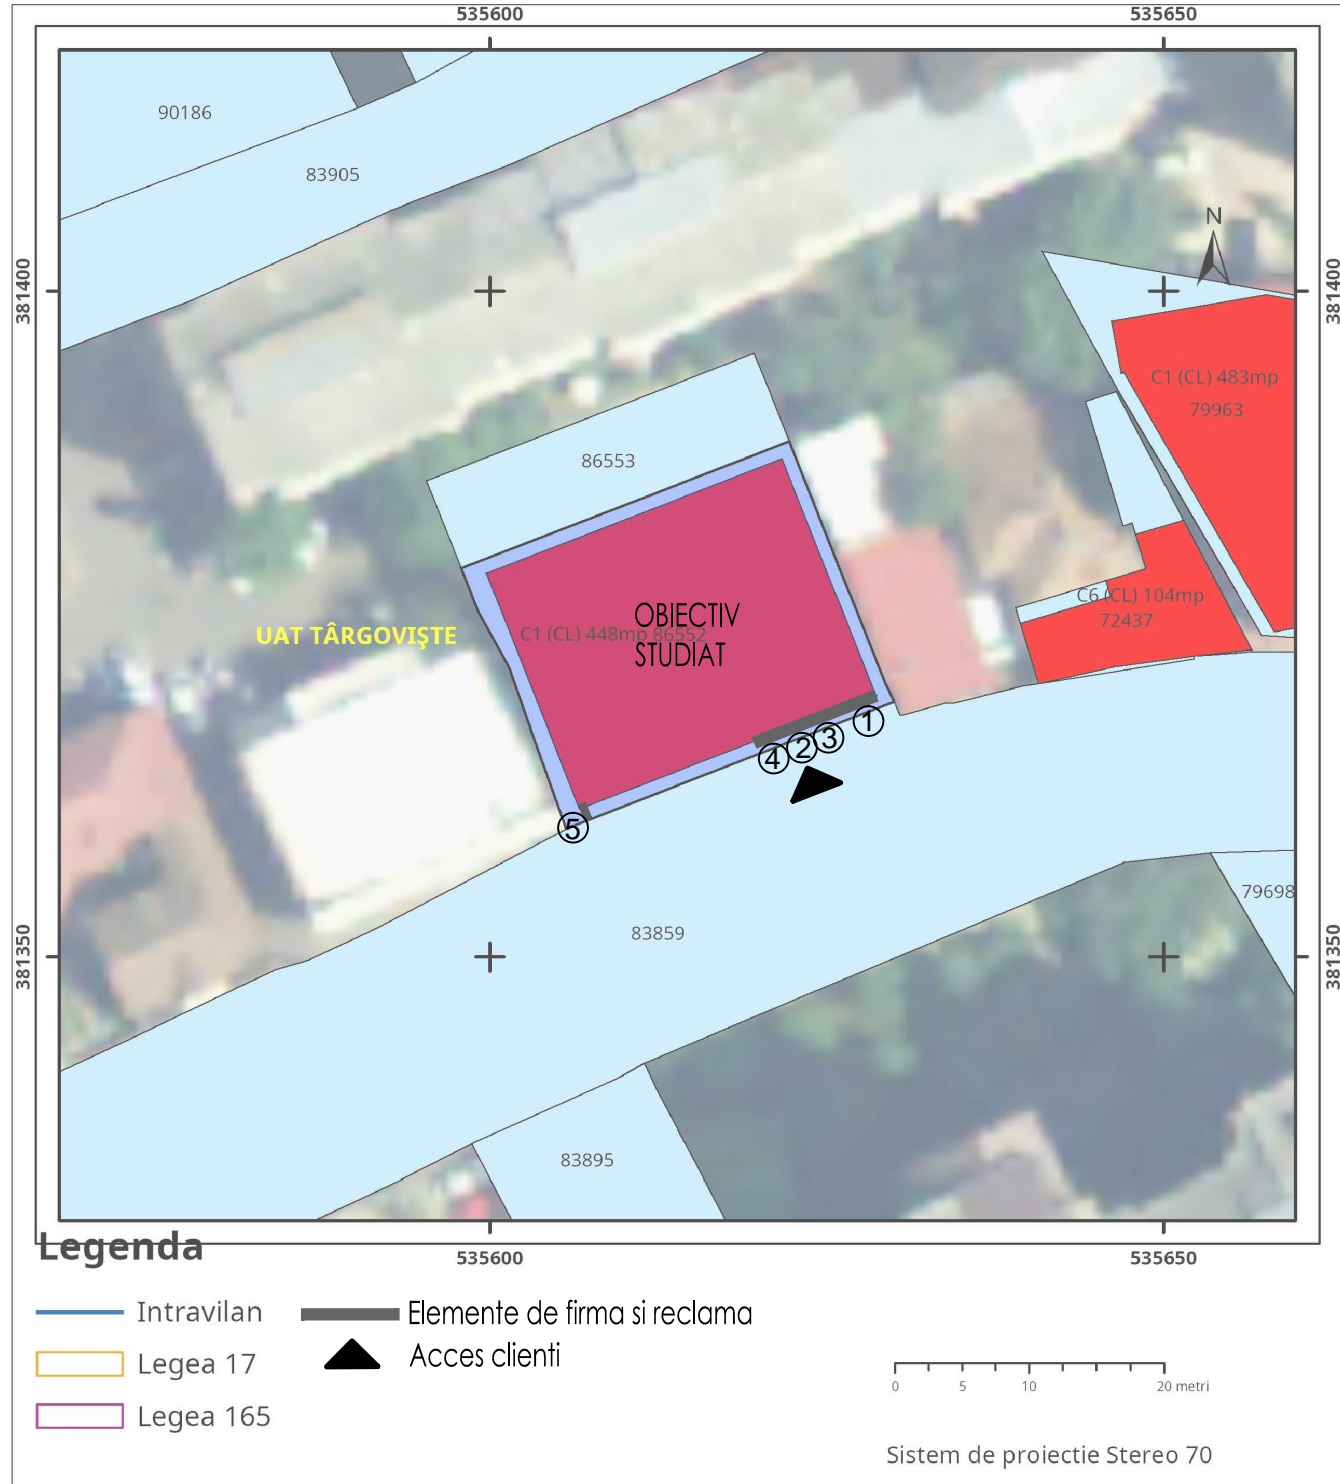 535600
535650
90186
83905
N
381400
381400
C1 (CL) 483mp
79963
86553
C6 (CL) 104mp
72437
OBIECTIV
UAT TÂRGOVIŞTE
C1 (CL) 448mp 86552
STUDIAT
1
3
2
4
5
79698
83859
381350
381350
83895
Legenda
535600
535650
Intravilan
Elemente de firma si reclama
Legea 17
Acces clienti
0 5 10 20 metri
Legea 165
Sistem de proiectie Stereo 70